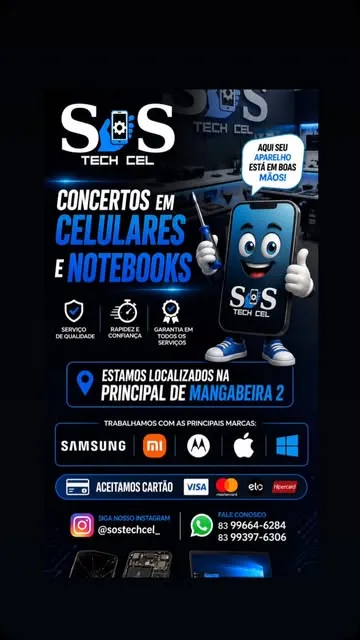 SOS
TECH CEL
AQUI SEU
APARELHO
ESTÁ EM BOAS
MÃOS!
CONCERTOS EM
CELULARES
E NOTEBOOKS
SOS
TECH CEL
SERVIÇO
DE QUALIDADE
RAPIDEZ E
CONFIANÇA
GARANTIA EM
TODOS OS
SERVIÇOS
ESTAMOS LOCALIZADOS NA
PRINCIPAL DE MANGABEIRA 2
TRABALHAMOS COM AS PRINCIPAIS MARCAS:
SAMSUNG
ACEITAMOS CARTÃO
VISA
mastercard
elo
Hipercard
SIGA NOSSO INSTAGRAM
@sostechcel_
FALE CONOSCO
83 99664-6284
83 99397-6306